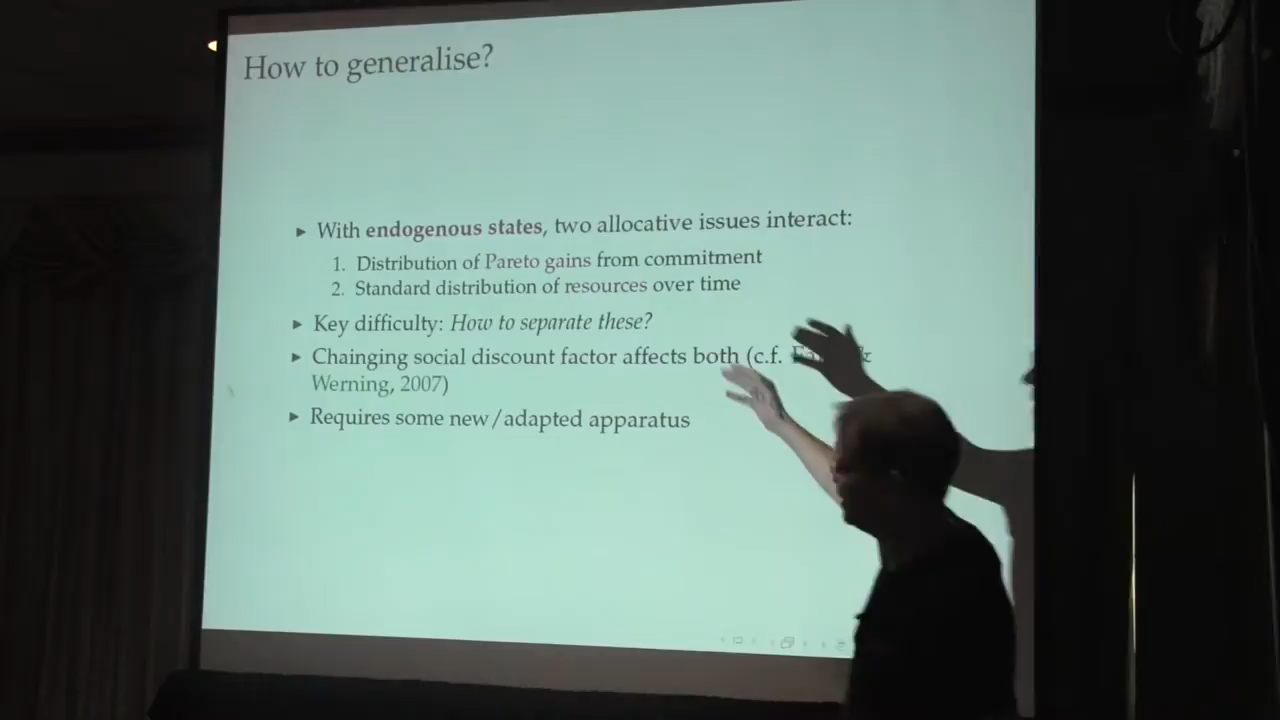 How to generalise?
▸ With endogenous states, two allocative issues interact:
1. Distribution of Pareto gains from commitment
2. Standard distribution of resources over time
▸ Key difficulty: How to separate these?
▸ Chainging social discount factor affects both (c.f. &
Werning, 2007)
▸ Requires some new/adapted apparatus